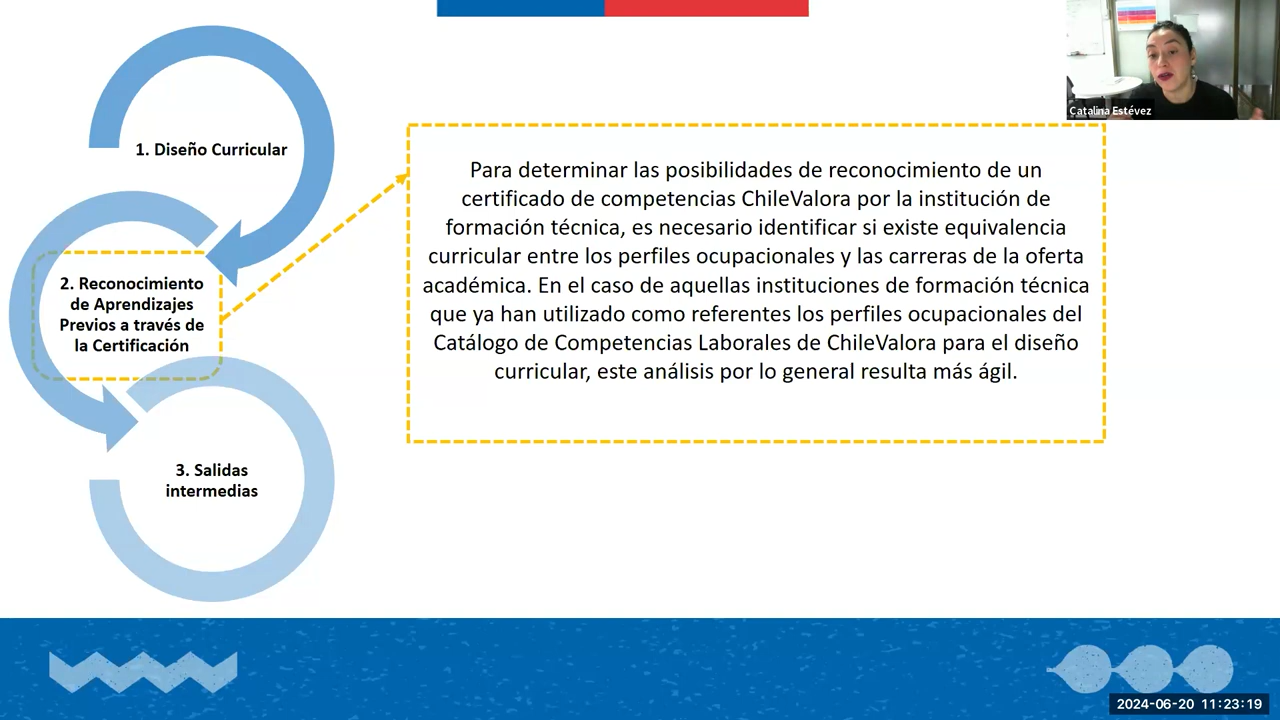 1. Diseño Curricular
2. Reconocimiento
de Aprendizajes
Previos a través de
la Certificación
3. Salidas
intermedias
Para determinar las posibilidades de reconocimiento de un
certificado de competencias ChileValora por la institución de
formación técnica, es necesario identificar si existe equivalencia
curricular entre los perfiles ocupacionales y las carreras de la oferta
académica. En el caso de aquellas instituciones de formación técnica
que ya han utilizado como referentes los perfiles ocupacionales del
Catálogo de Competencias Laborales de ChileValora para el diseño
curricular, este análisis por lo general resulta más ágil.
Catalina Estévez
2024-06-20 11:23:19